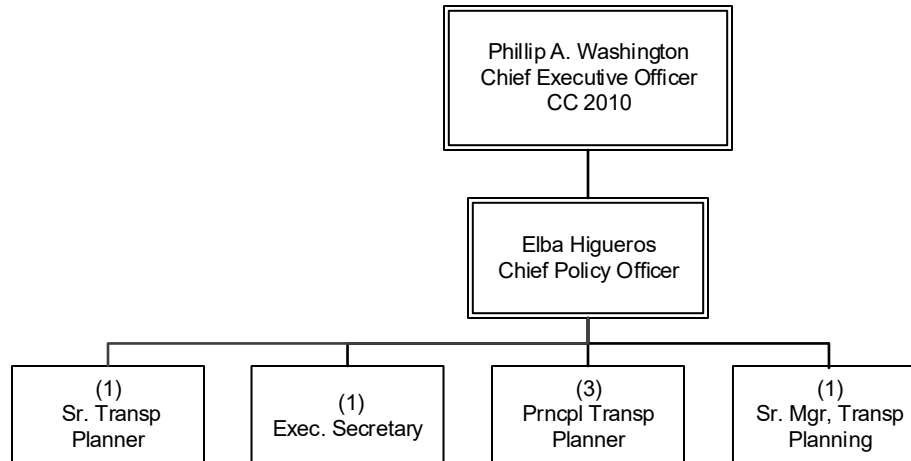 Phillip A. Washington
Chief Executive Officer
CC 2010
Elba Higueros
Chief Policy Officer
(1)
Sr. Transp
Planner
(1)
Exec. Secretary
(3)
Prncpl Transp
Planner
(1)
Sr. Mgr, Transp
Planning